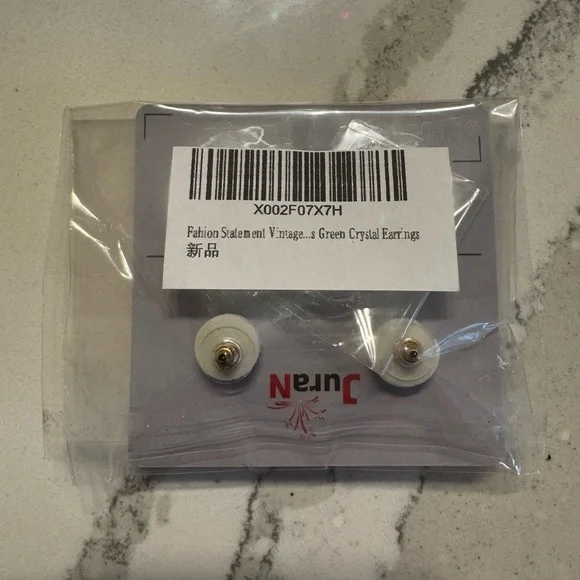 X002F07X7H
Fahion Statement Vintage...s Green Crystal Earrings
新品
JuraN